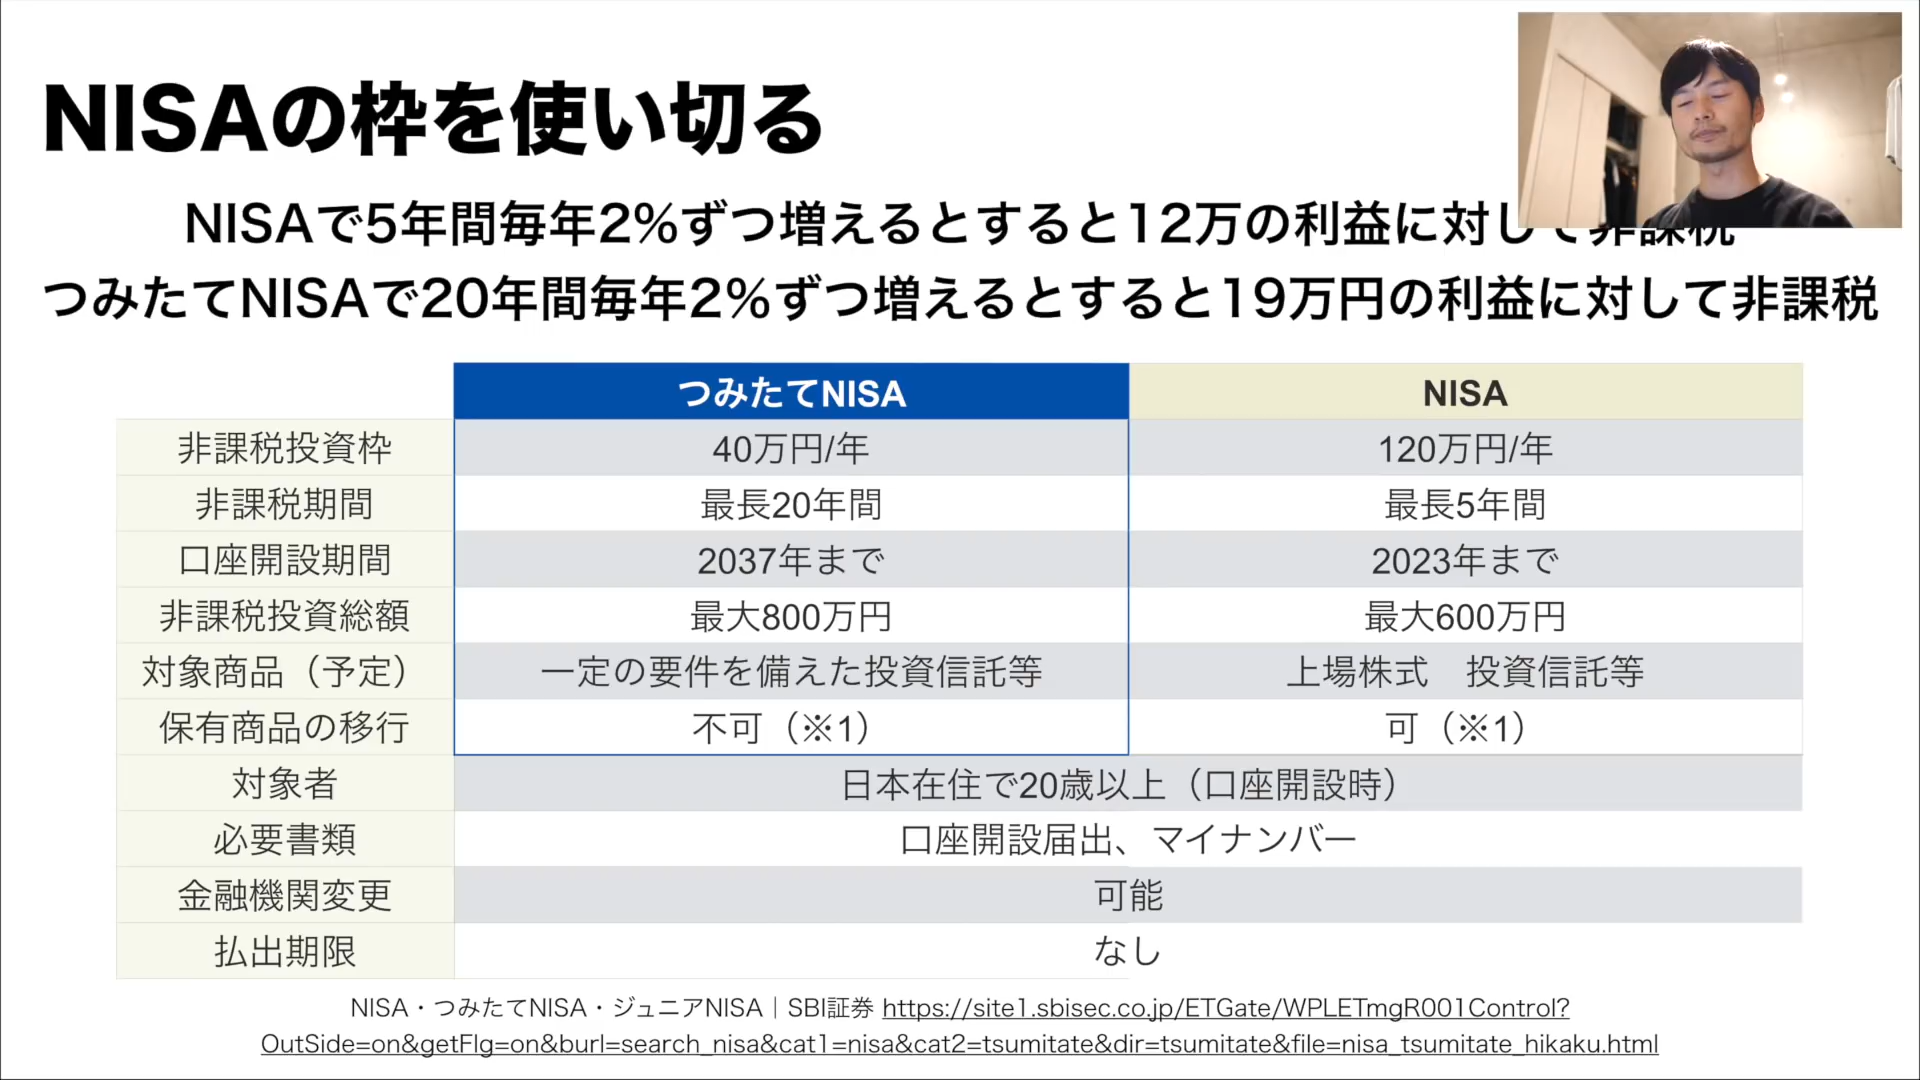 NISAの枠を使い切る
NISAで5年間毎年2%ずつ増えるとすると12万の利益に対して非課税
つみたてNISAで20年間毎年2%ずつ増えるとすると19万円の利益に対して非課税
つみたてNISA NISA
非課税投資枠 40万円/年 120万円/年
非課税期間 最長20年間 最長5年間
口座開設期間 2037年まで 2023年まで
非課税投資総額 最大800万円 最大600万円
対象商品（予定） 一定の要件を備えた投資信託等 上場株式　投資信託等
保有商品の移行 不可（※1） 可（※1）
対象者 日本在住で20歳以上（口座開設時）
必要書類 口座開設届出、マイナンバー
金融機関変更 可能
払出期限 なし
NISA・つみたてNISA・ジュニアNISA｜SBI証券 https://site1.sbisec.co.jp/ETGate/WPLETmgR001Control?
OutSide=on&getFlg=on&burl=search_nisa&cat1=nisa&cat2=tsumitate&dir=tsumitate&file=nisa_tsumitate_hikaku.html